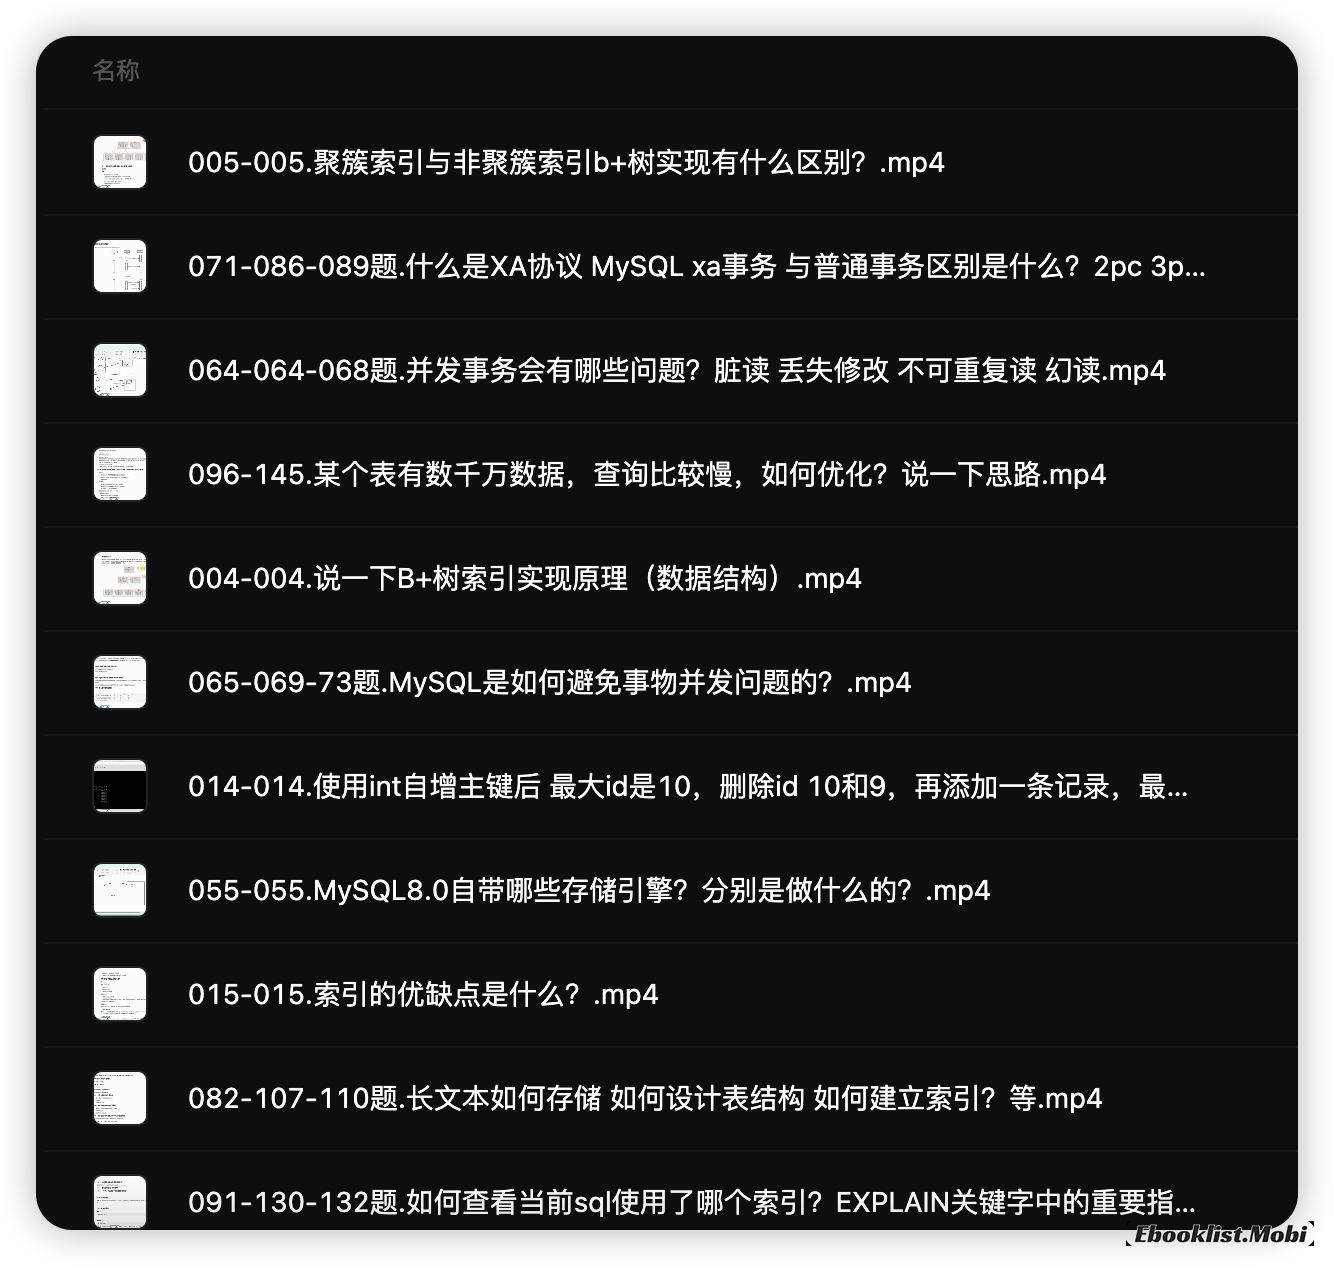 名称
005-005.聚簇索引与非聚簇索引b+树实现有什么区别？.mp4
071-086-089题.什么是XA协议 MySQL xa事务 与普通事务区别是什么？2pc 3p...
064-064-068题.并发事务会有哪些问题？脏读 丢失修改 不可重复读 幻读.mp4
096-145.某个表有数千万数据，查询比较慢，如何优化？说一下思路.mp4
004-004.说一下B+树索引实现原理（数据结构）.mp4
065-069-73题.MySQL是如何避免事物并发问题的？.mp4
014-014.使用int自增主键后 最大id是10，删除id 10和9，再添加一条记录，最...
055-055.MySQL8.0自带哪些存储引擎？分别是做什么的？.mp4
015-015.索引的优缺点是什么？.mp4
082-107-110题.长文本如何存储 如何设计表结构 如何建立索引？等.mp4
091-130-132题.如何查看当前sql使用了哪个索引？EXPLAIN关键字中的重要指...
Ebooklist.Mobi